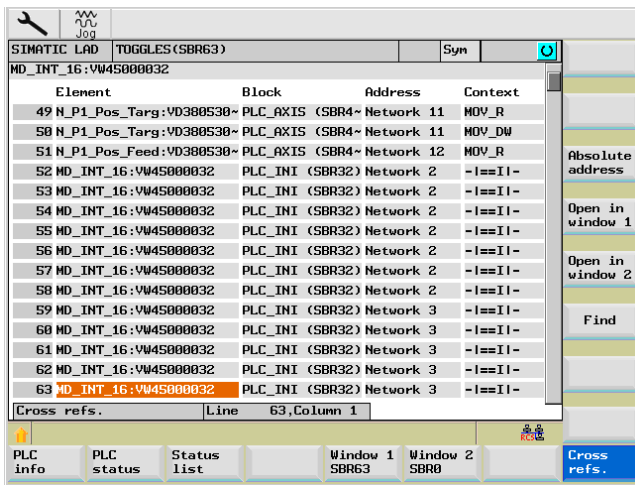 Jog
SIMATIC LAD TOGGLES(SBR63) Sym
MD_INT_16:VW45000032
Element Block Address Context
49 N_P1_Pos_Targ:VD380530~ PLC_AXIS (SBR4~ Network 11 MOV_R
50 N_P1_Pos_Targ:VD380530~ PLC_AXIS (SBR4~ Network 11 MOV_DW
51 N_P1_Pos_Feed:VD380530~ PLC_AXIS (SBR4~ Network 12 MOV_R
52 MD_INT_16:VW45000032 PLC_INI (SBR32) Network 2 -|==I|-
53 MD_INT_16:VW45000032 PLC_INI (SBR32) Network 2 -|==I|-
54 MD_INT_16:VW45000032 PLC_INI (SBR32) Network 2 -|==I|-
55 MD_INT_16:VW45000032 PLC_INI (SBR32) Network 2 -|==I|-
56 MD_INT_16:VW45000032 PLC_INI (SBR32) Network 2 -|==I|-
57 MD_INT_16:VW45000032 PLC_INI (SBR32) Network 2 -|==I|-
58 MD_INT_16:VW45000032 PLC_INI (SBR32) Network 2 -|==I|-
59 MD_INT_16:VW45000032 PLC_INI (SBR32) Network 3 -|==I|-
60 MD_INT_16:VW45000032 PLC_INI (SBR32) Network 3 -|==I|-
61 MD_INT_16:VW45000032 PLC_INI (SBR32) Network 3 -|==I|-
62 MD_INT_16:VW45000032 PLC_INI (SBR32) Network 3 -|==I|-
63 MD_INT_16:VW45000032 PLC_INI (SBR32) Network 3 -|==I|-
Cross refs. Line 63,Column 1
RCS
Absolute
address
Open in
window 1
Open in
window 2
Find
PLC
info
PLC
status
Status
list
Window 1
SBR63
Window 2
SBR0
Cross
refs.